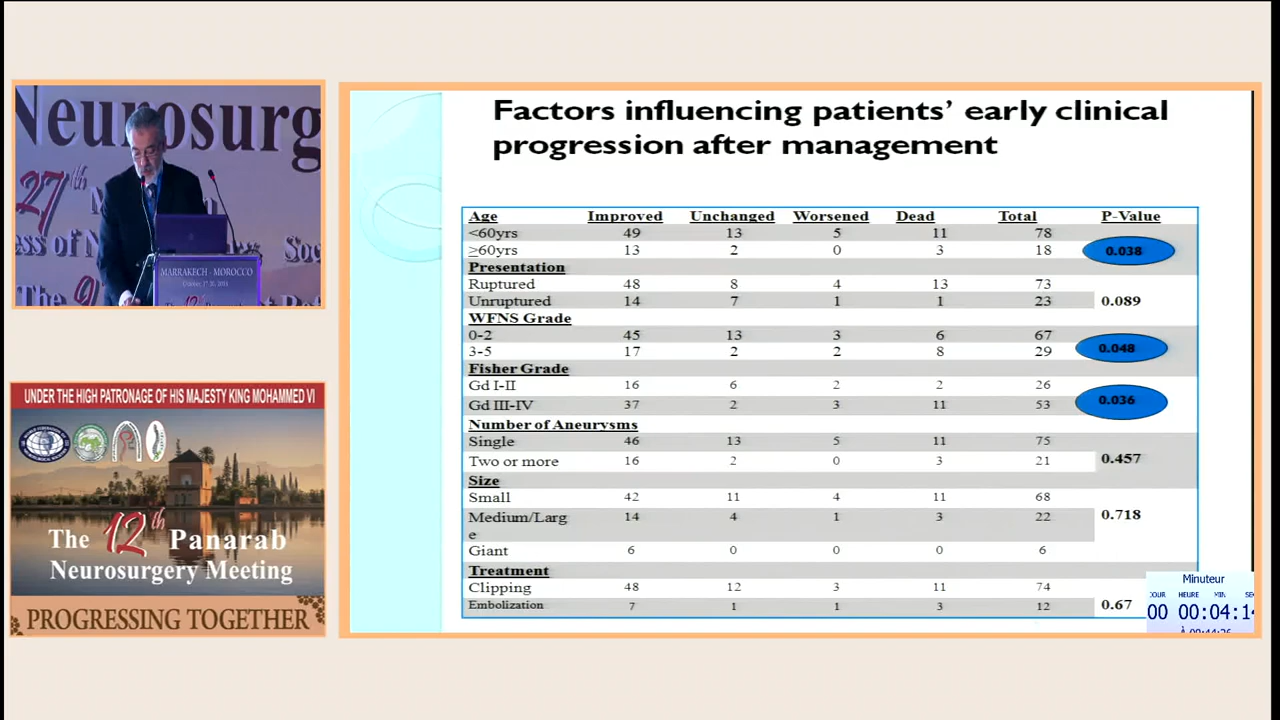 Neurosurg
27th
ess of N
Soc
The 9
MARRAKECH - MOROCCO
12th
UNDER THE HIGH PATRONAGE OF HIS MAJESTY KING MOHAMMED VI
The 12th Panarab
Neurosurgery Meeting
PROGRESSING TOGETHER
Factors influencing patients' early clinical
progression after management
Age Improved Unchanged Worsened Dead Total P-Value
<60yrs 49 13 5 11 78
≥60yrs 13 2 0 3 18 0.038
Presentation
Ruptured 48 8 4 13 73
Unruptured 14 7 1 1 23 0.089
WFNS Grade
0-2 45 13 3 6 67
3-5 17 2 2 8 29 0.048
Fisher Grade
Gd I-II 16 6 2 2 26
Gd III-IV 37 2 3 11 53 0.036
Number of Aneurysms
Single 46 13 5 11 75
Two or more 16 2 0 3 21 0.457
Size
Small 42 11 4 11 68
Medium/Larg 14 4 1 3 22 0.718
e
Giant 6 0 0 0 6
Treatment
Clipping 48 12 3 11 74
Embolization 7 1 1 3 12 0.67
Minuteur
JOUR HEURE MIN SE
00 00:04:14